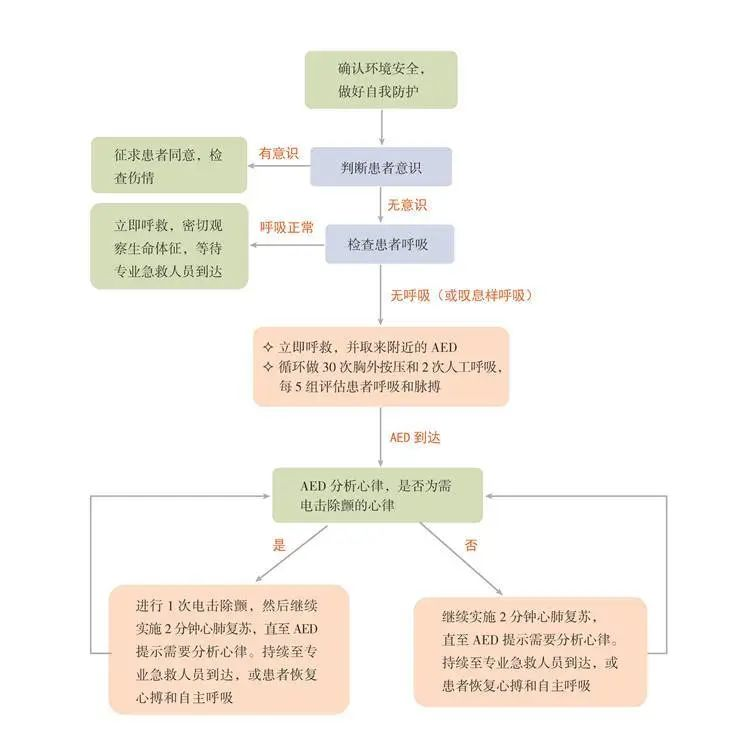 确认环境安全，
做好自我防护
征求患者同意，检
查伤情
有意识
判断患者意识
无意识
立即呼救，密切观
察生命体征，等待
专业急救人员到达
呼吸正常
检查患者呼吸
无呼吸（或叹息样呼吸）
✧ 立即呼救，并取来附近的 AED
✧ 循环做 30 次胸外按压和 2 次人工呼吸，
每 5 组评估患者呼吸和脉搏
AED 到达
AED 分析心律，是否为需
电击除颤的心律
是
否
进行 1 次电击除颤，然后继续
实施 2 分钟心肺复苏，直至 AED
提示需要分析心律。持续至专
业急救人员到达，或患者恢复
心搏和自主呼吸
继续实施 2 分钟心肺复苏，
直至 AED 提示需要分析心律。
持续至专业急救人员到达，或
患者恢复心搏和自主呼吸